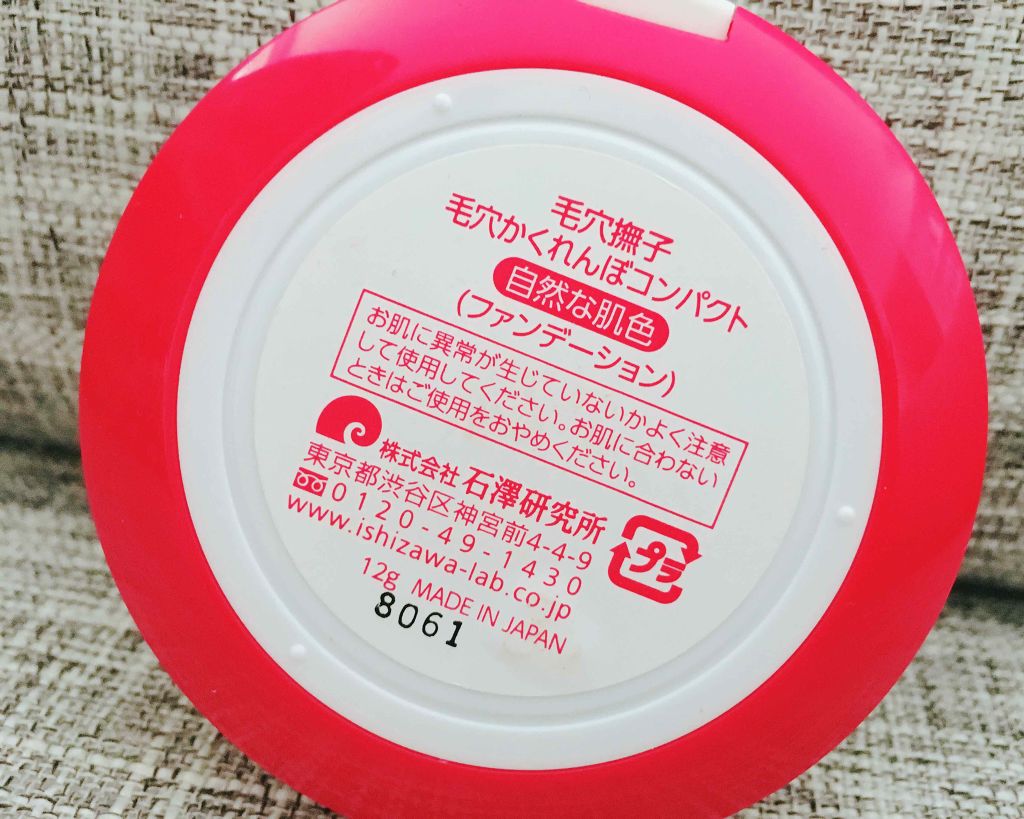 毛穴撫子
毛穴かくれんぼコンパクト
自然な肌色
(ファンデーション)
お肌に異常が生じていないかよく注意
して使用してください。お肌に合わない
ときはご使用をおやめください。
株式会社 石澤研究所
東京都渋谷区神宮前4-4-9
0120-49-1430
www.ishizawa-lab.co.jp
プラ
12g MADE IN JAPAN
8061